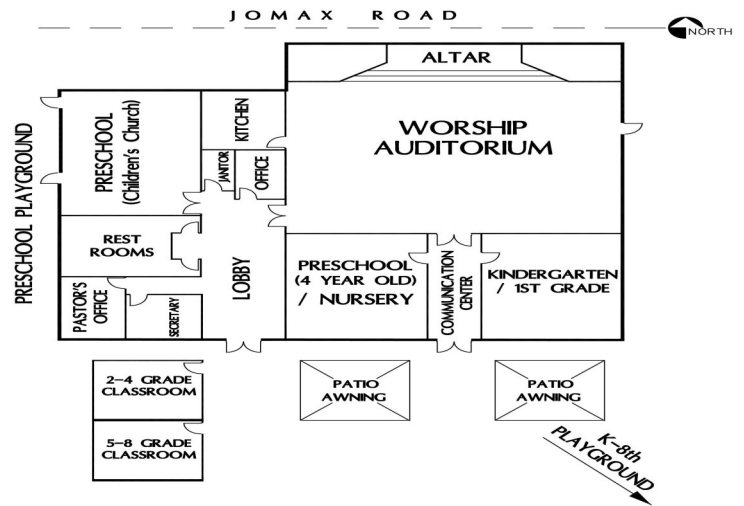 JOMAX ROAD
NORTH
ALTAR
WORSHIP
AUDITORIUM
KITCHEN
PRESCHOOL
(Children's Church)
PRESCHOOL PLAYGROUND
JANITOR
OFFICE
REST
ROOMS
LOBBY
PRESCHOOL
(4 YEAR OLD)
/ NURSERY
COMMUNICATION
CENTER
KINDERGARTEN
/ 1ST GRADE
PASTOR'S
OFFICE
SECRETARY
2-4 GRADE
CLASSROOM
PATIO
AWNING
PATIO
AWNING
5-8 GRADE
CLASSROOM
K-8th
PLAYGROUND